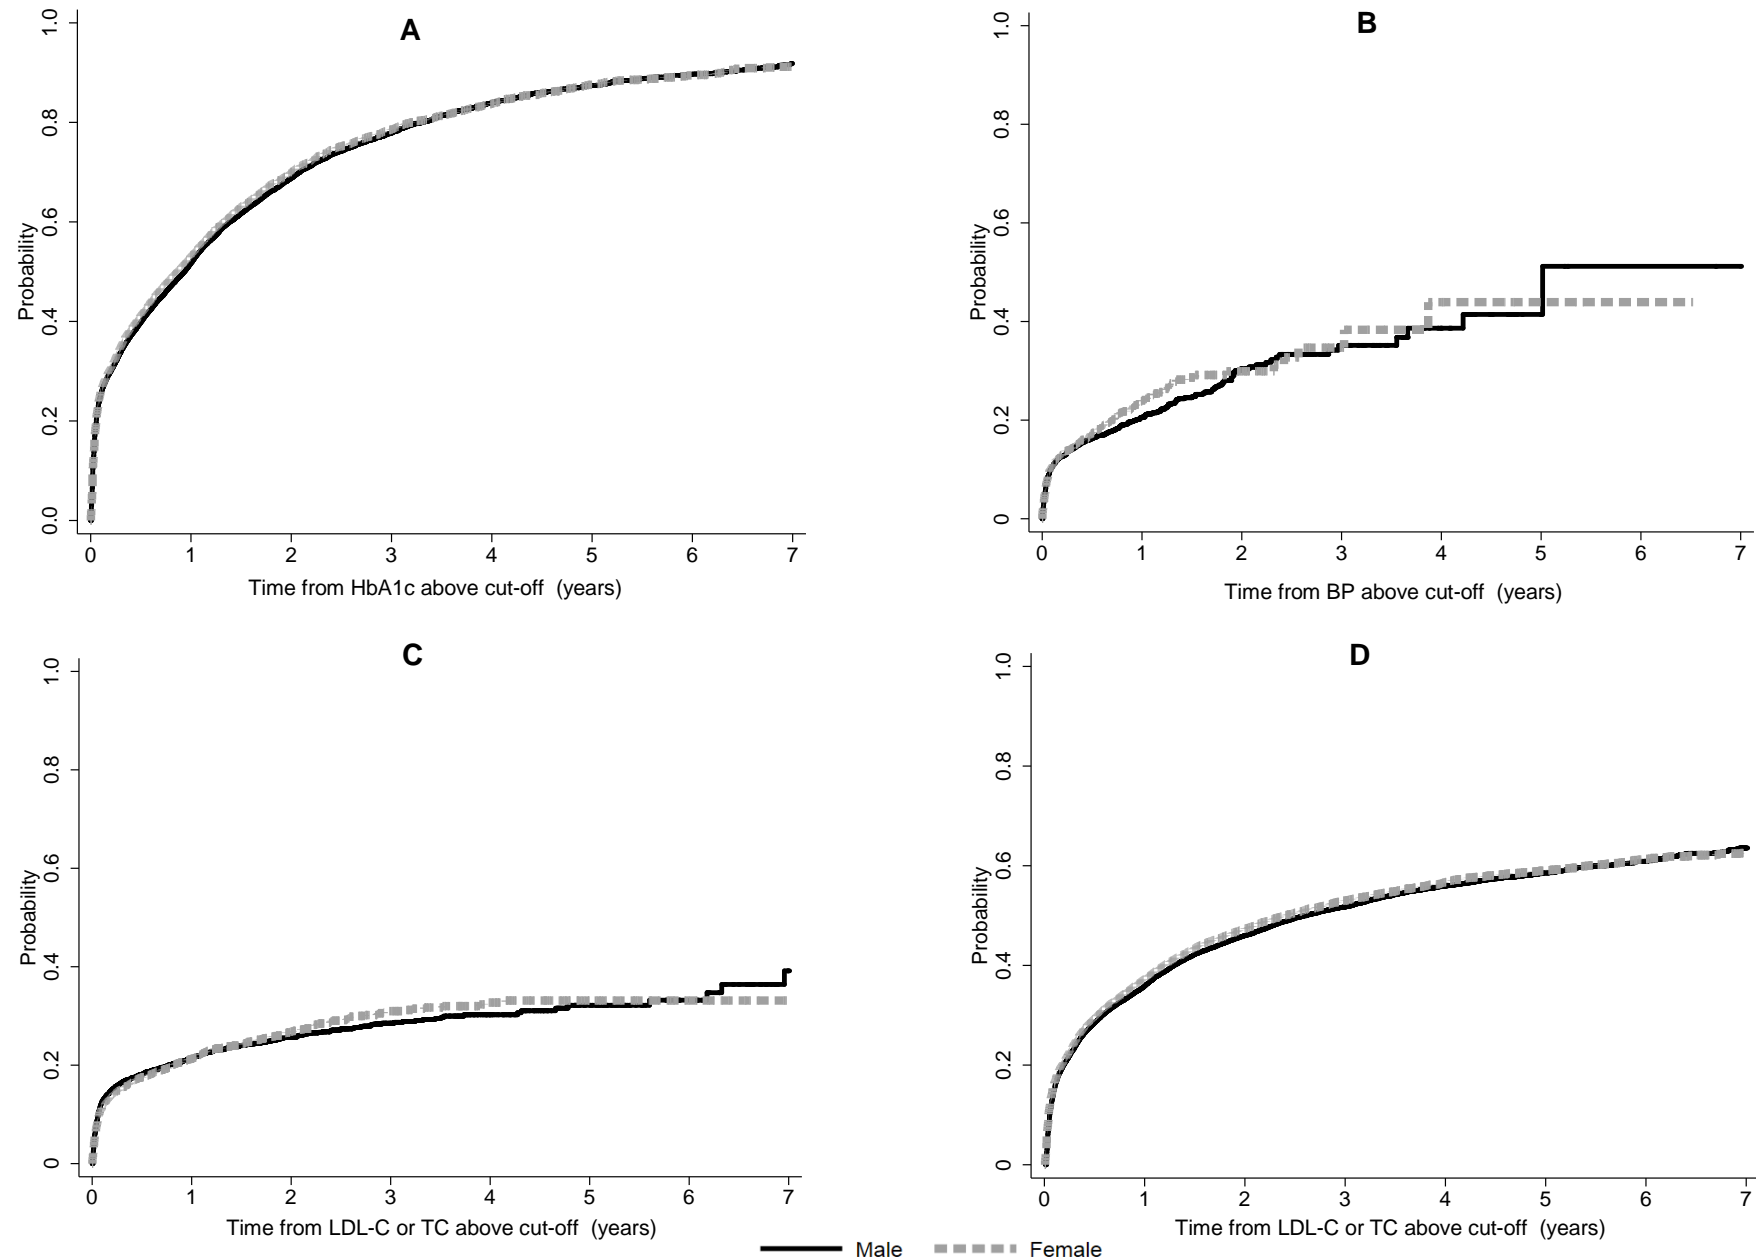 A
1.0
0.8
0.6
0.4
0.2
0.0
Probability
0 1 2 3 4 5 6 7
Time from HbA1c above cut-off (years)
B
1.0
0.8
0.6
0.4
0.2
0
Probability
0 1 2 3 4 5 6 7
Time from BP above cut-off (years)
C
1.0
0.8
0.6
0.4
0.2
0
Probability
0 1 2 3 4 5 6 7
Time from LDL-C or TC above cut-off (years)
D
1.0
0.8
0.6
0.4
0.2
0
Probability
0 1 2 3 4 5 6 7
Time from LDL-C or TC above cut-off (years)
Male Female